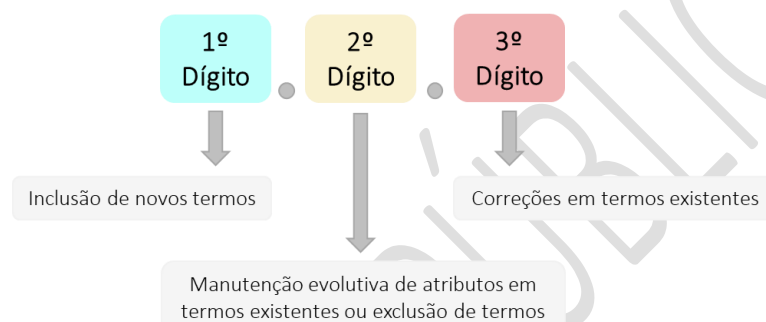 1º
Dígito
2º
Dígito
3º
Dígito
Inclusão de novos termos
Correções em termos existentes
Manutenção evolutiva de atributos em
termos existentes ou exclusão de termos